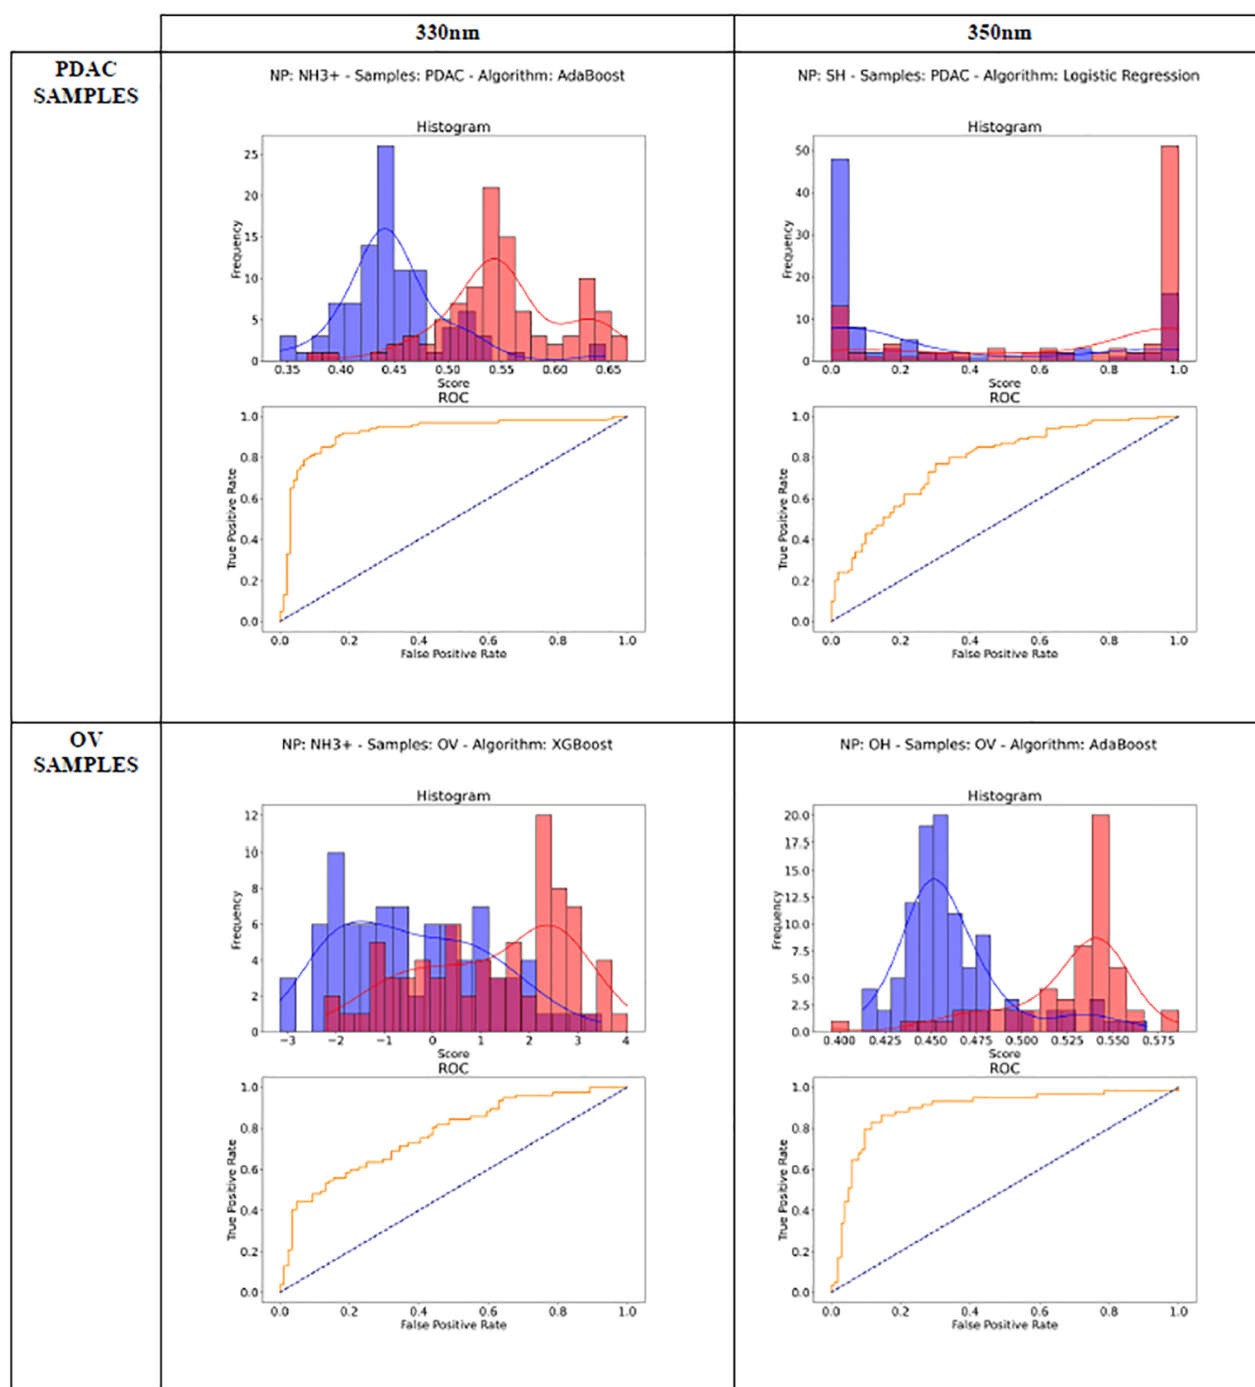 330nm
350nm
PDAC
SAMPLES
NP: NH3+ - Samples: PDAC - Algorithm: AdaBoost
Histogram
Frequency
25
20
15
10
5
0
0.35 0.40 0.45 0.50 0.55 0.60 0.65
Score
ROC
True Positive Rate
1.0
0.8
0.6
0.4
0.2
0.0
0.0 0.2 0.4 0.6 0.8 1.0
False Positive Rate
NP: SH - Samples: PDAC - Algorithm: Logistic Regression
Histogram
Frequency
50
40
30
20
10
0
0.0 0.2 0.4 0.6 0.8 1.0
Score
ROC
True Positive Rate
1.0
0.8
0.6
0.4
0.2
0.0
0.0 0.2 0.4 0.6 0.8 1.0
False Positive Rate
OV
SAMPLES
NP: NH3+ - Samples: OV - Algorithm: XGBoost
Histogram
Frequency
12
10
8
6
4
2
0
−3 −2 −1 0 1 2 3 4
Score
ROC
True Positive Rate
1.0
0.8
0.6
0.4
0.2
0.0
0.0 0.2 0.4 0.6 0.8 1.0
False Positive Rate
NP: OH - Samples: OV - Algorithm: AdaBoost
Histogram
Frequency
20.0
17.5
15.0
12.5
10.0
7.5
5.0
2.5
0.0
0.400 0.425 0.450 0.475 0.500 0.525 0.550 0.575
Score
ROC
True Positive Rate
1.0
0.8
0.6
0.4
0.2
0.0
0.0 0.2 0.4 0.6 0.8 1.0
False Positive Rate